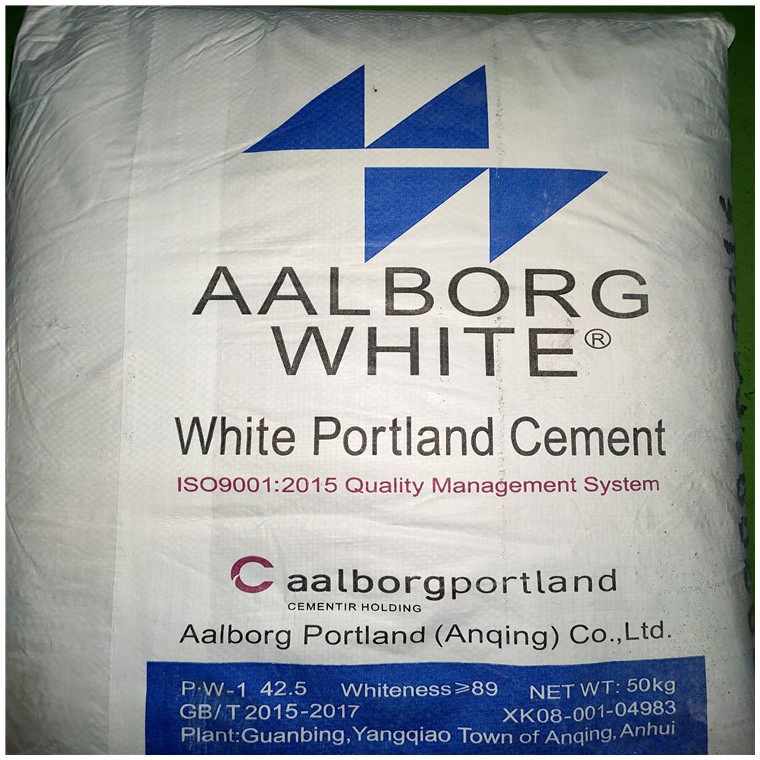 AALBORG
WHITE®
White Portland Cement
ISO9001:2015 Quality Management System
aalborgportland
CEMENTIR HOLDING
Aalborg Portland (Anqing) Co.,Ltd.
P·W-1 42.5 Whiteness≥89 NET WT: 50kg
GB/T 2015-2017 XK08-001-04983
Plant:Guanbing,Yangqiao Town of Anqing, Anhui